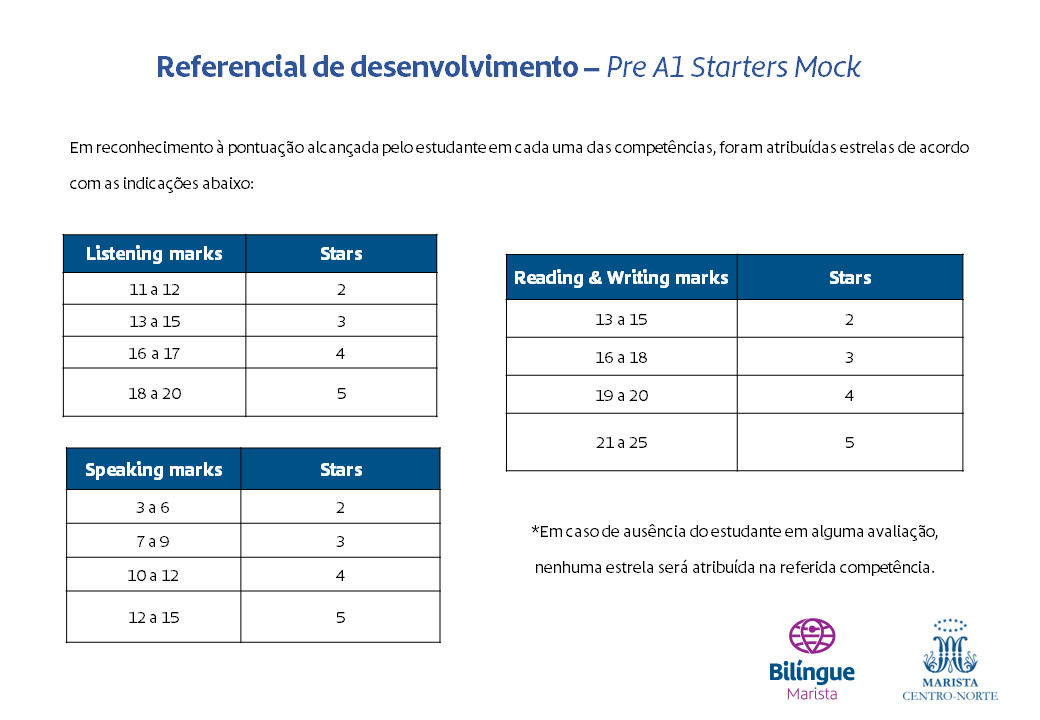 Referencial de desenvolvimento – Pre A1 Starters Mock
Em reconhecimento à pontuação alcançada pelo estudante em cada uma das competências, foram atribuídas estrelas de acordo
com as indicações abaixo:
Listening marks Stars
11 a 12 2
13 a 15 3
16 a 17 4
18 a 20 5
Speaking marks Stars
3 a 6 2
7 a 9 3
10 a 12 4
12 a 15 5
Reading & Writing marks Stars
13 a 15 2
16 a 18 3
19 a 20 4
21 a 25 5
*Em caso de ausência do estudante em alguma avaliação,
nenhuma estrela será atribuída na referida competência.
Bilíngue
Marista
MARISTA
CENTRO-NORTE